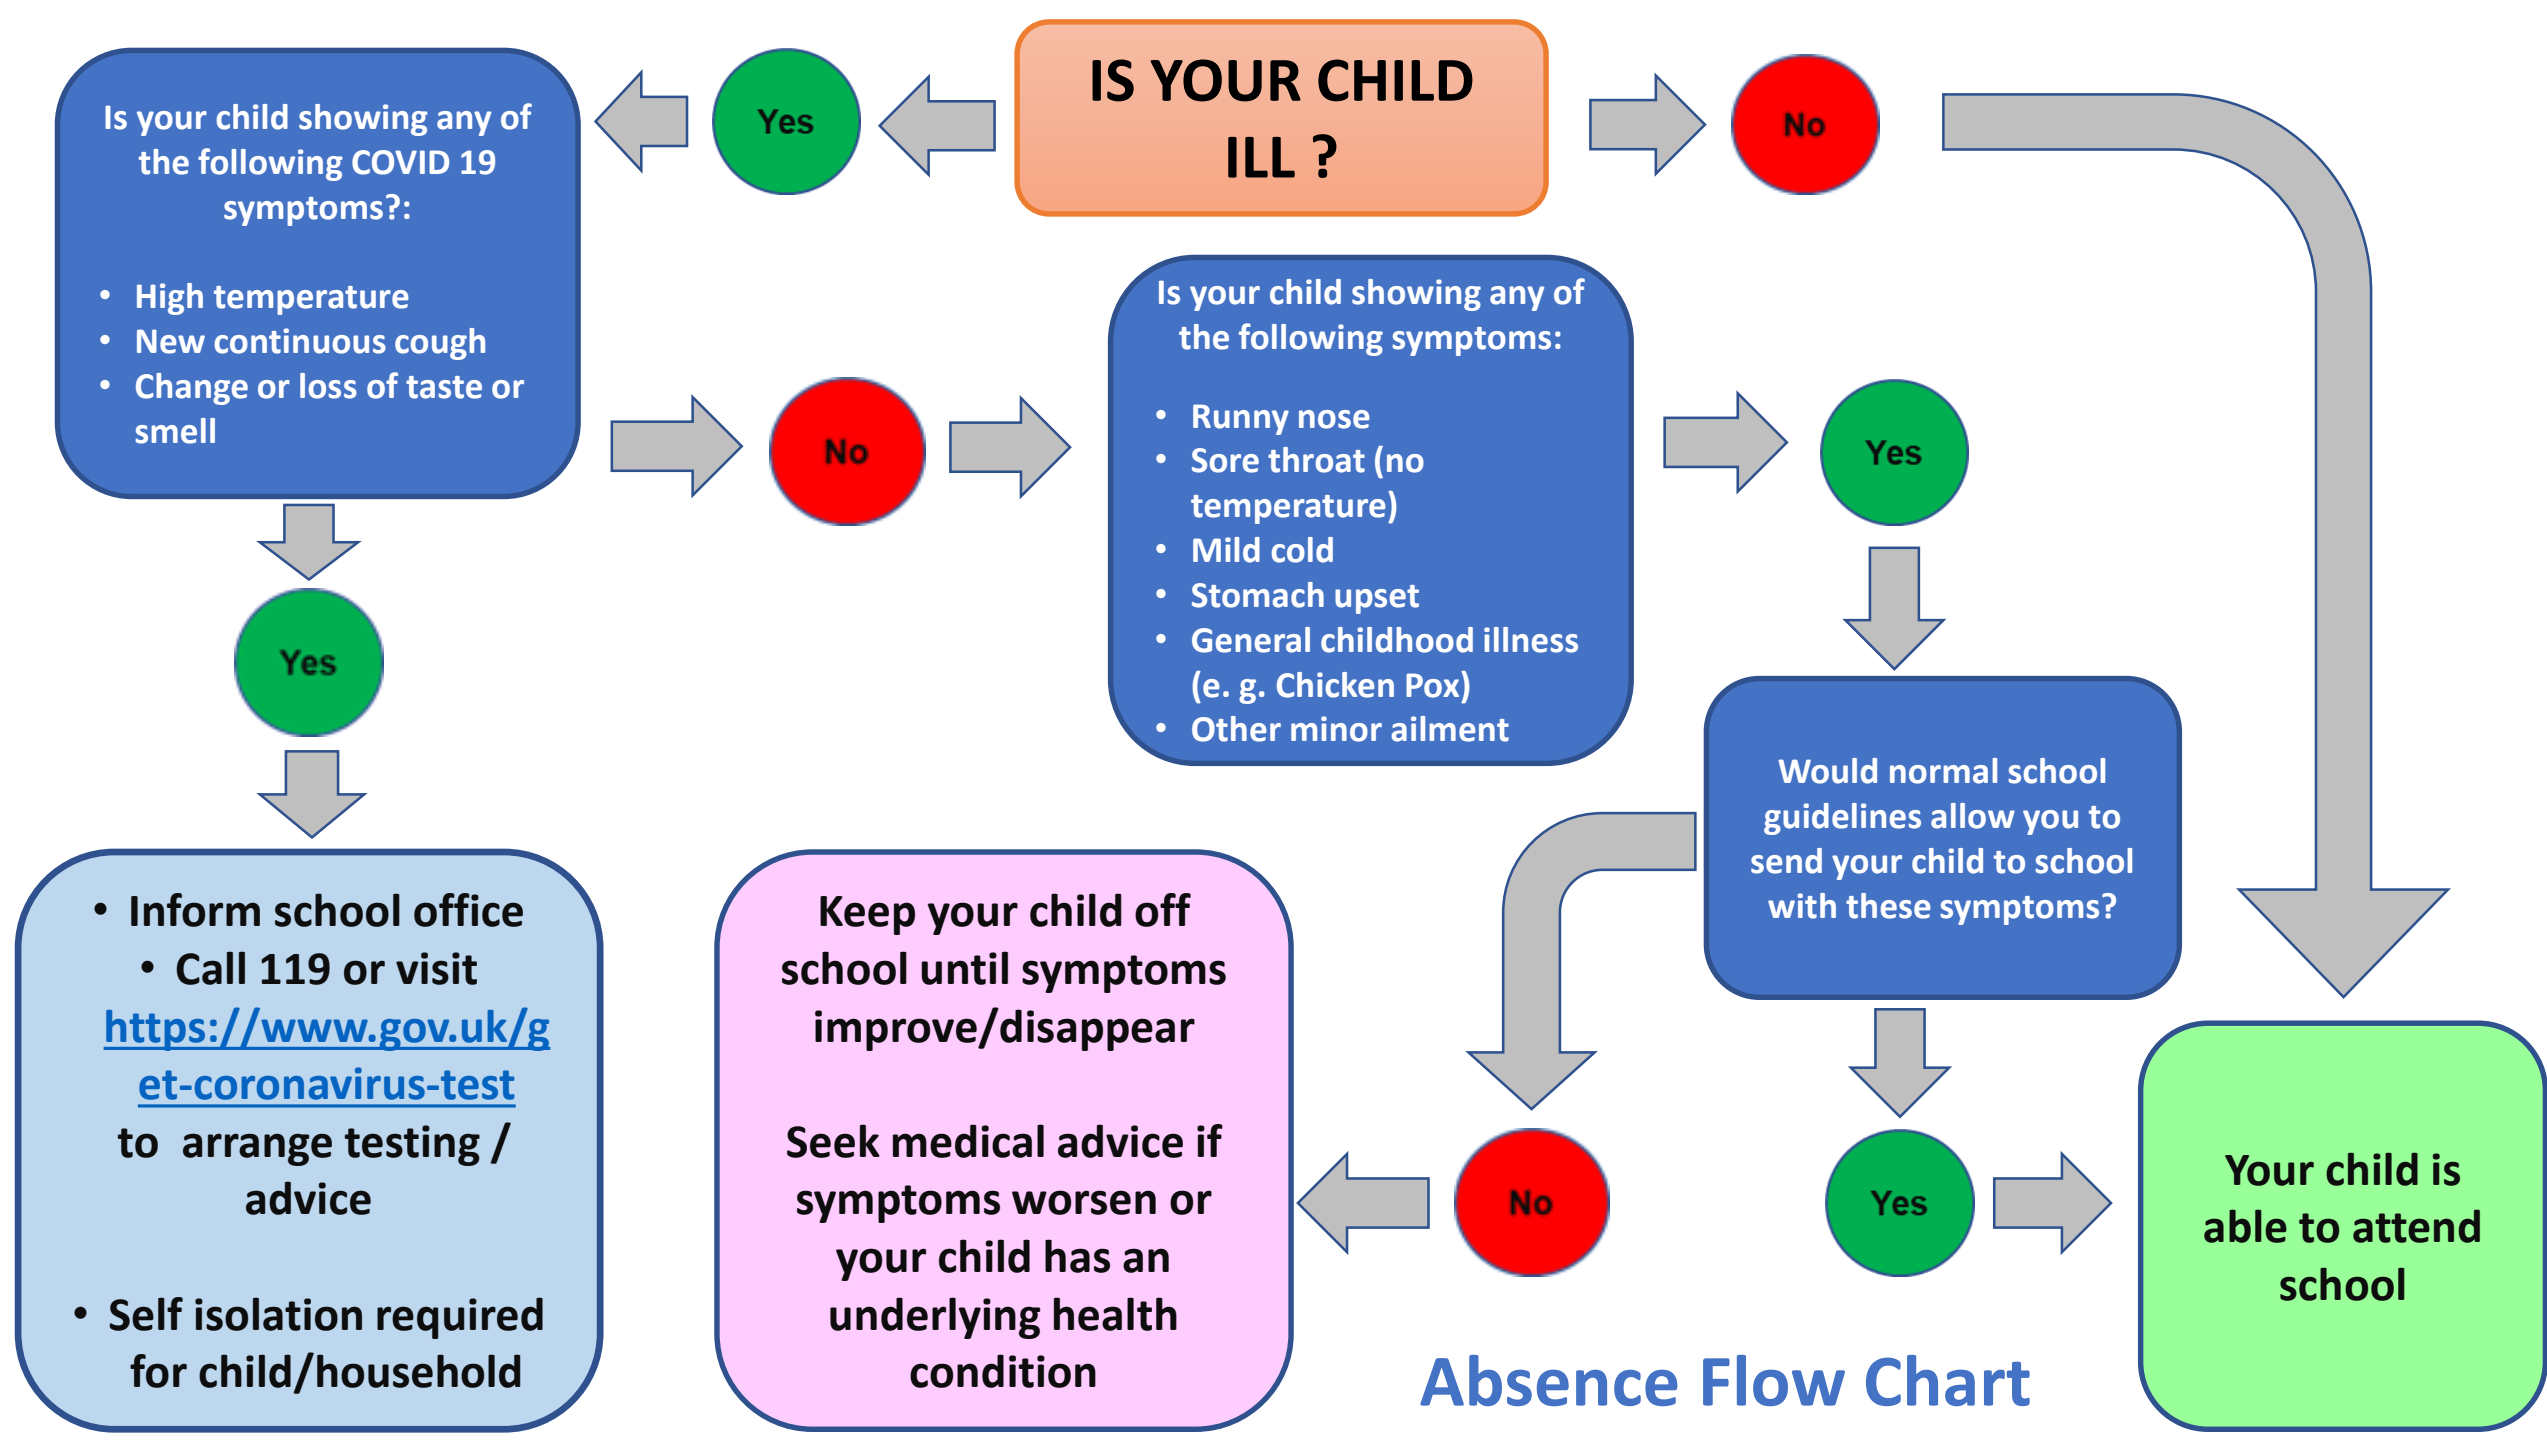 IS YOUR CHILD
ILL ?
Yes
No
Is your child showing any of
the following COVID 19
symptoms?:
• High temperature
• New continuous cough
• Change or loss of taste or
smell
No
Is your child showing any of
the following symptoms:
• Runny nose
• Sore throat (no
temperature)
• Mild cold
• Stomach upset
• General childhood illness
(e. g. Chicken Pox)
• Other minor ailment
Yes
Yes
Would normal school
guidelines allow you to
send your child to school
with these symptoms?
• Inform school office
• Call 119 or visit
https://www.gov.uk/g
et-coronavirus-test
to arrange testing /
advice
• Self isolation required
for child/household
Keep your child off
school until symptoms
improve/disappear
Seek medical advice if
symptoms worsen or
your child has an
underlying health
condition
No
Yes
Your child is
able to attend
school
Absence Flow Chart